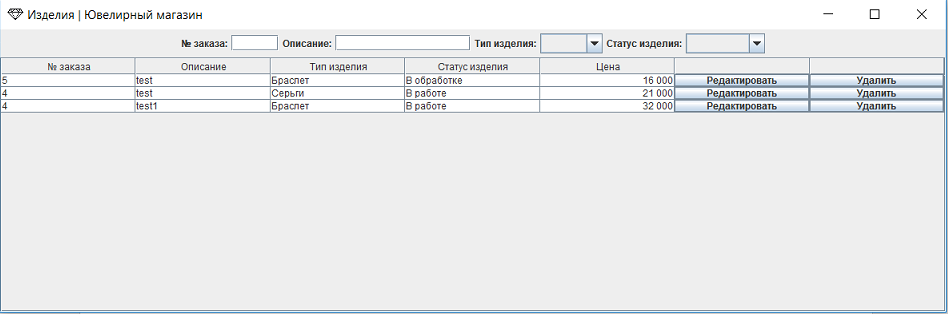 Изделия | Ювелирный магазин
№ заказа: Описание: Тип изделия: Статус изделия:
№ заказа Описание Тип изделия Статус изделия Цена
5 test Браслет В обработке 16 000 Редактировать Удалить
4 test Серьги В работе 21 000 Редактировать Удалить
4 test1 Браслет В работе 32 000 Редактировать Удалить